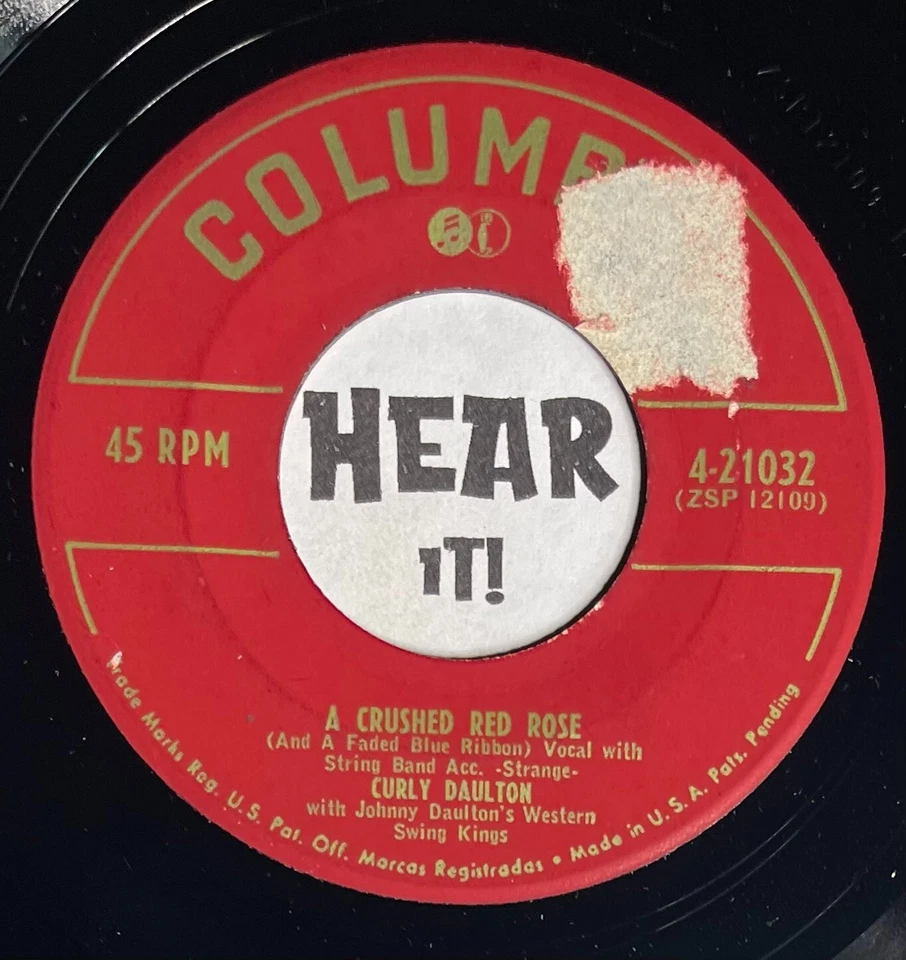 COLUMB
45 RPM
4-21032
(ZSP 12109)
HEAR
IT!
A CRUSHED RED ROSE
(And A Faded Blue Ribbon) Vocal with
String Band Acc. -Strange-
CURLY DAULTON
with Johnny Daulton's Western
Swing Kings
Trade Marks Reg. U.S. Pat. Off. Marcas Registradas • Made in U.S.A. Pats. Pending